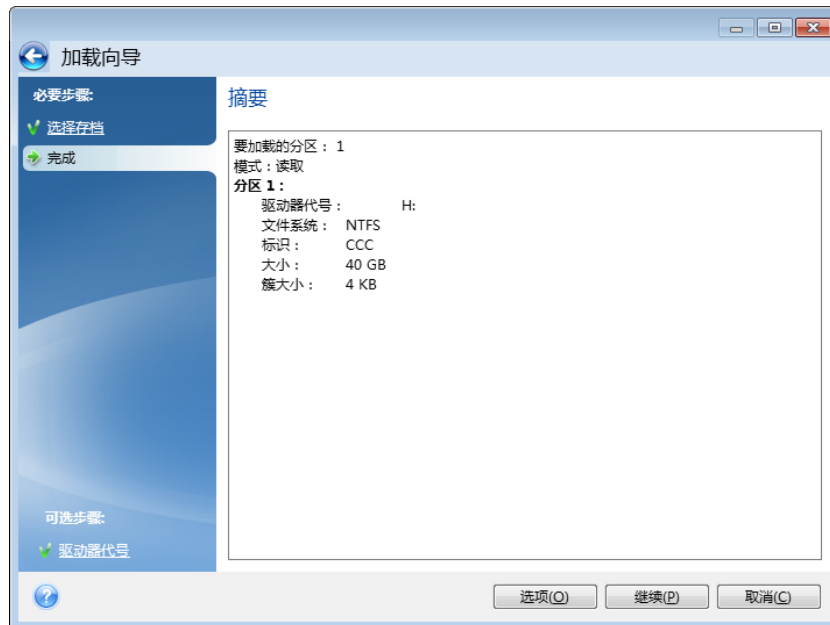 加载向导
必要步骤:
选择存档
完成
可选步骤:
驱动器代号
摘要
要加载的分区： 1
模式：读取
分区 1：
驱动器代号： H:
文件系统： NTFS
标识： CCC
大小： 40 GB
簇大小： 4 KB
选项(O) 继续(P) 取消(C)